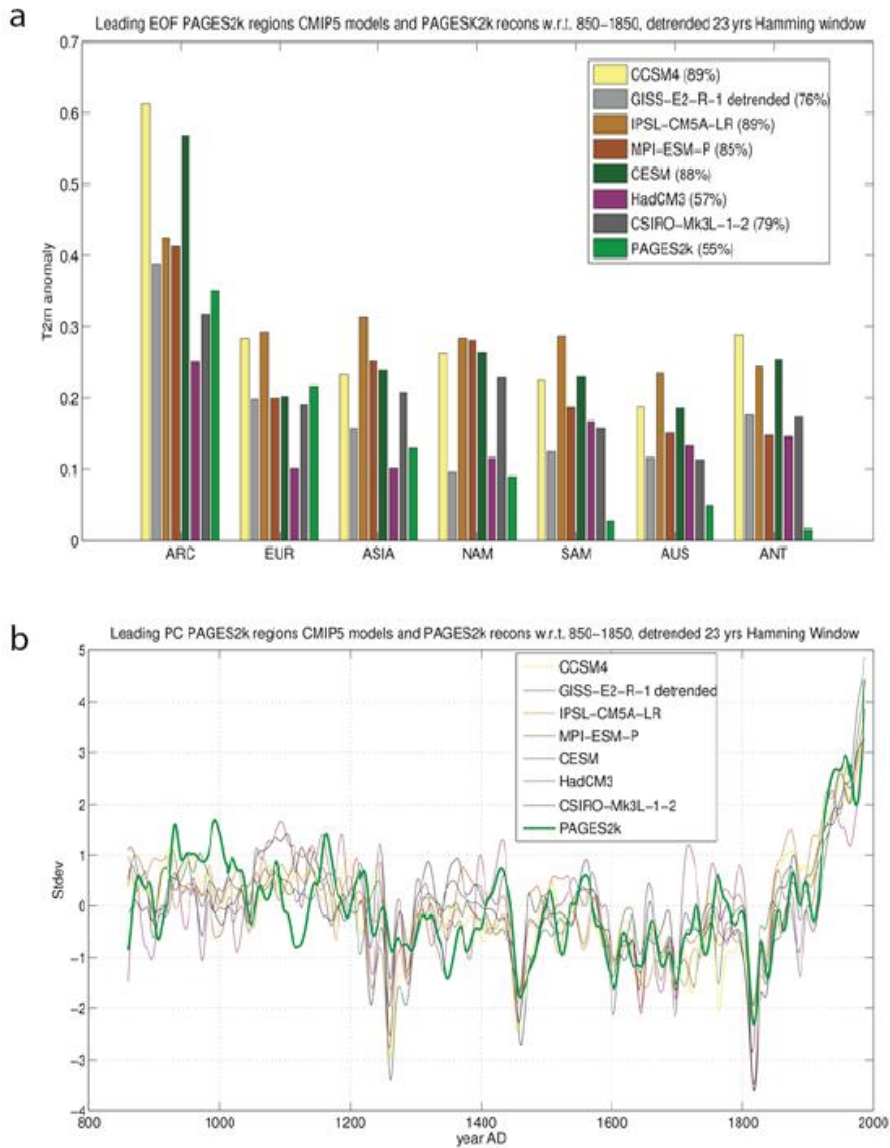 a
Leading EOF PAGES2k regions CMIP5 models and PAGESK2k recons w.r.t. 850-1850, detrended 23 yrs Hamming window
0.7
0.6
0.5
0.4
0.3
0.2
0.1
0
T2m anomaly
CCSM4 (89%)
GISS-E2-R-1 detrended (76%)
IPSL-CM5A-LR (89%)
MPI-ESM-P (85%)
CESM (88%)
HadCM3 (57%)
CSIRO-Mk3L-1-2 (79%)
PAGES2k (55%)
ARC EUR ASIA NAM SAM AUS ANT
b
Leading PC PAGES2k regions CMIP5 models and PAGES2k recons w.r.t. 850-1850, detrended 23 yrs Hamming Window
5
4
3
2
1
0
-1
-2
-3
-4
Stdev
CCSM4
GISS-E2-R-1 detrended
IPSL-CM5A-LR
MPI-ESM-P
CESM
HadCM3
CSIRO-Mk3L-1-2
PAGES2k
800 1000 1200 1400 1600 1800 2000
year AD